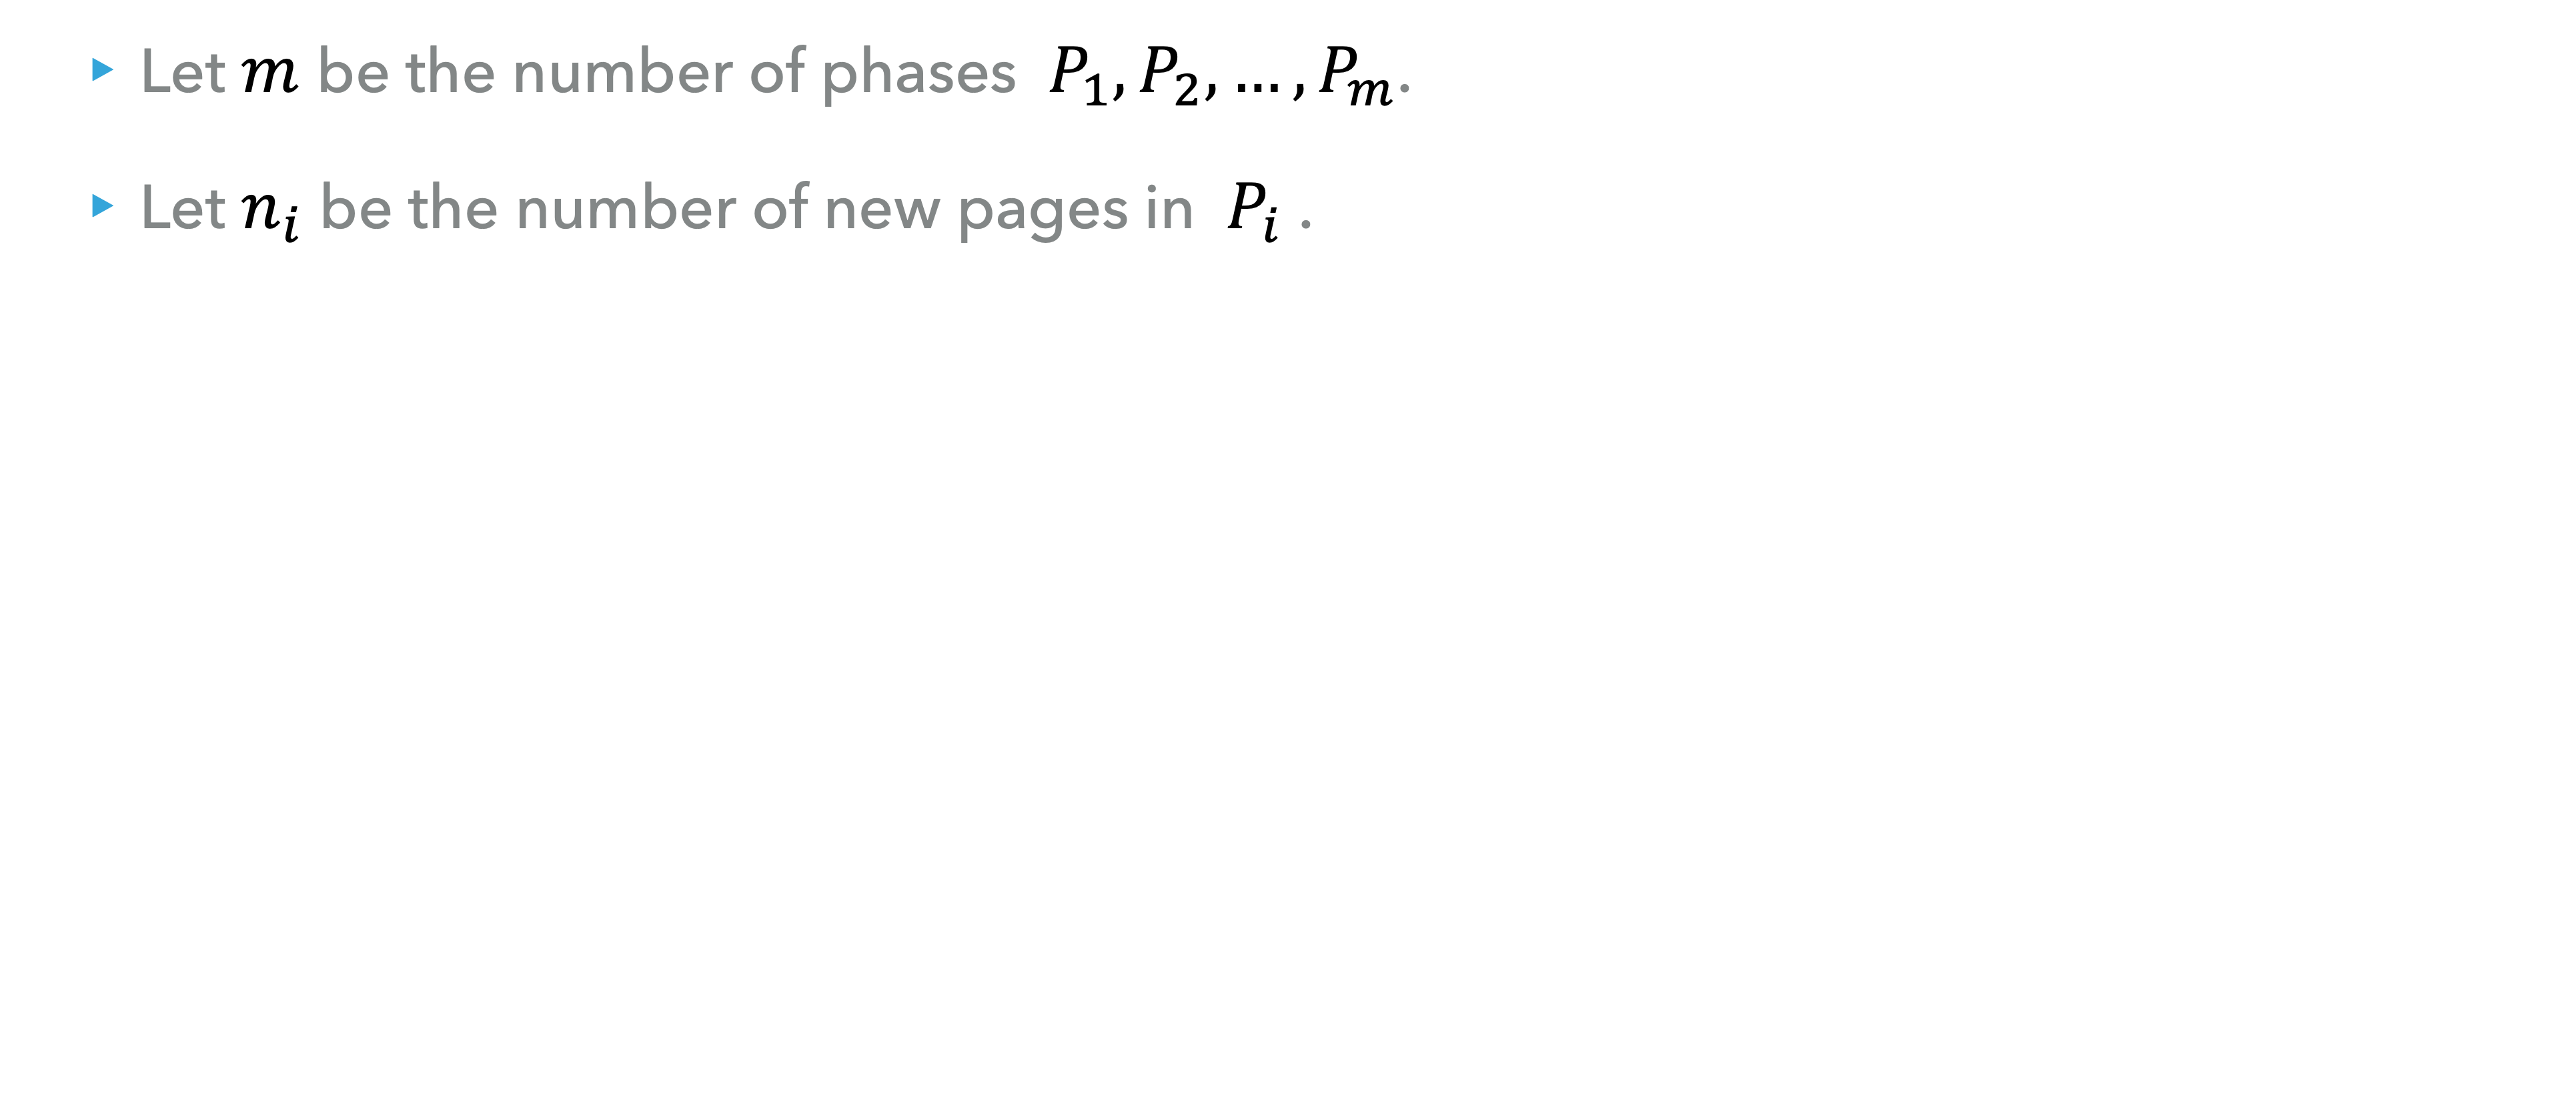 ▸ Let m be the number of phases P₁, P₂, … , Pₘ.
▸ Let nᵢ be the number of new pages in Pᵢ .